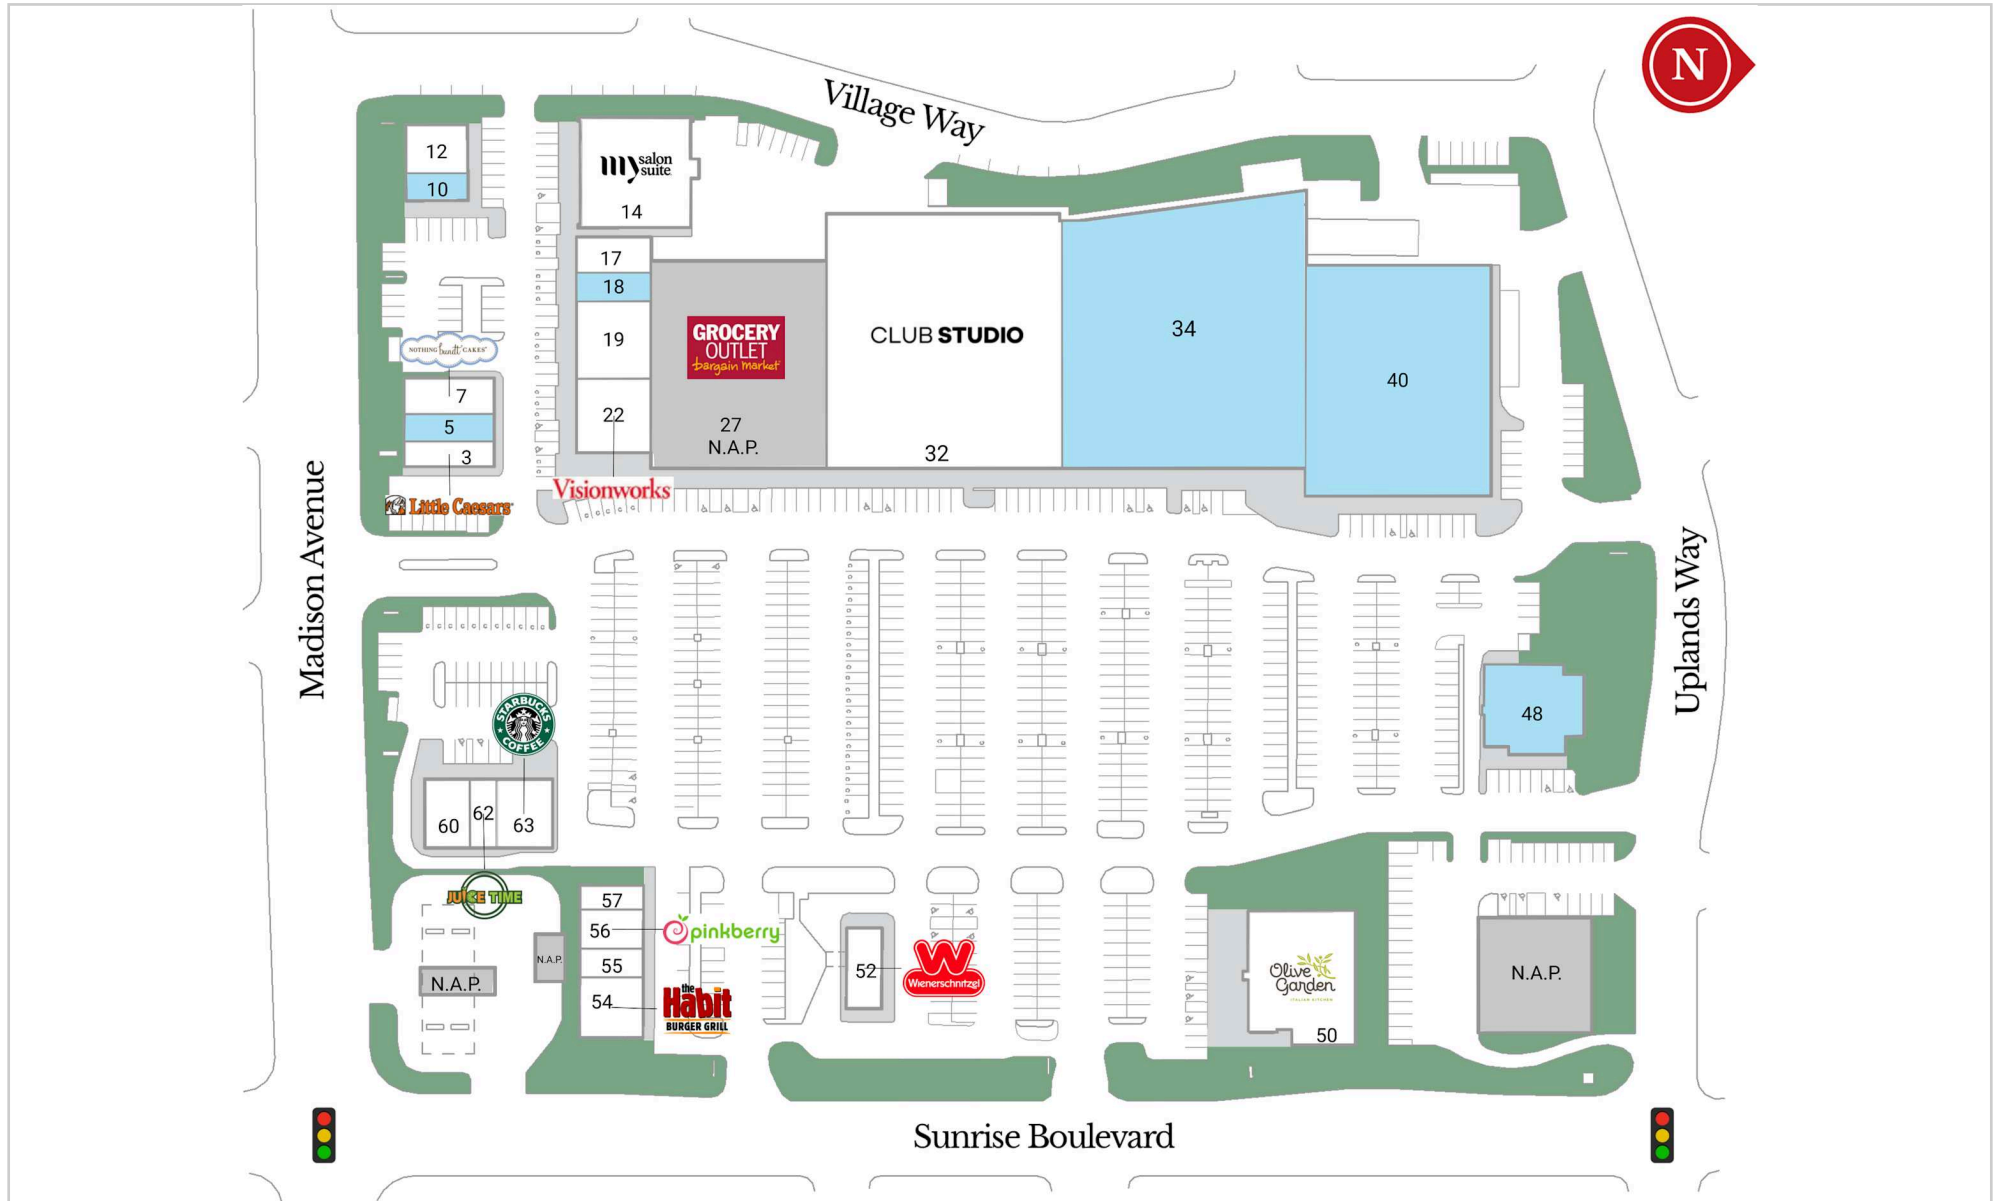 N
Village Way
12
10
my salon
suite
14
17
18
19
22
Visionworks
GROCERY
OUTLET
bargain market
27
N.A.P.
CLUB STUDIO
32
34
40
NOTHING bundt CAKES
7
5
3
Little Caesars
Madison Avenue
Uplands Way
48
STARBUCKS
COFFEE
60
62
63
JUICE TIME
N.A.P.
N.A.P.
57
56
pinkberry
55
54
the
Habit
BURGER GRILL
52
W
Wienerschnitzel
Olive
Garden
ITALIAN KITCHEN
50
N.A.P.
Sunrise Boulevard